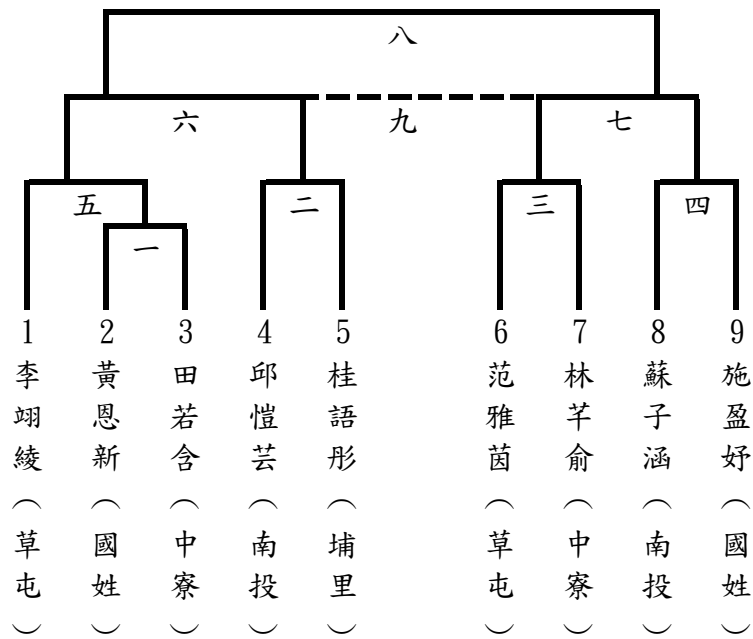 八
六 九 七
五 二 三 四
一
1 2 3 4 5 6 7 8 9
李翊綾（草屯）
黃恩新（國姓）
田若含（中寮）
邱愷芸（南投）
桂語彤（埔里）
范雅茵（草屯）
林芊俞（中寮）
蘇子涵（南投）
施盈妤（國姓）